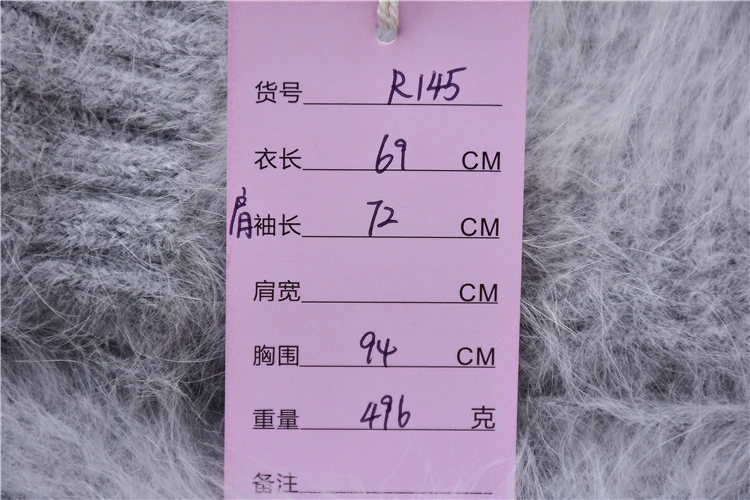 货号 R145
衣长 69 CM
肩袖长 72 CM
肩宽 CM
胸围 94 CM
重量 496 克
备注